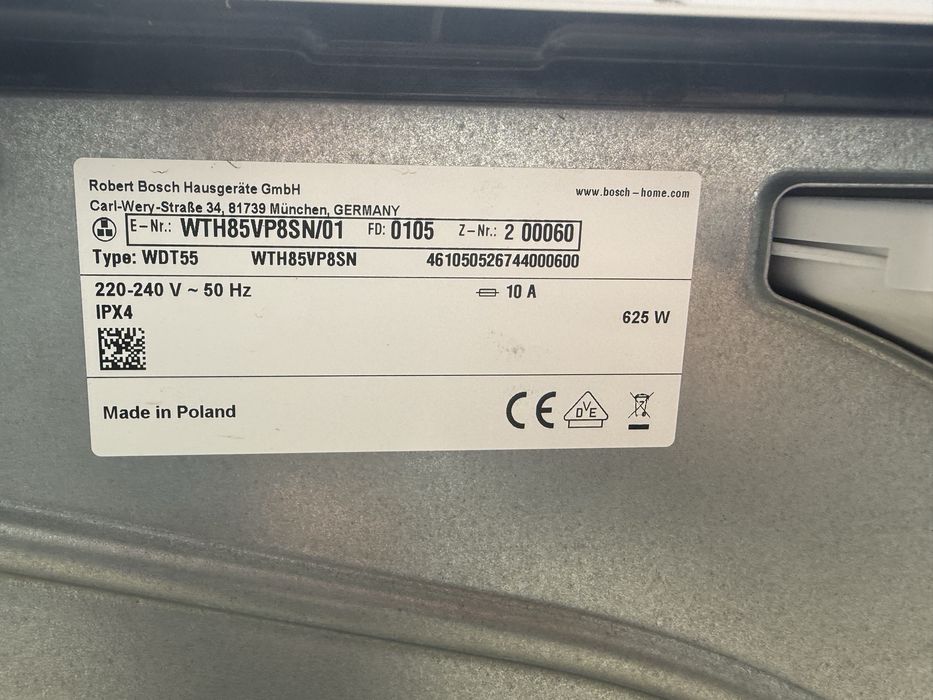 Robert Bosch Hausgeräte GmbH
Carl-Wery-Straße 34, 81739 München, GERMANY
www.bosch-home.com
E-Nr.: WTH85VP8SN/01 FD: 0105 Z-Nr.: 2 00060
Type: WDT55 WTH85VP8SN 461050526744000600
220-240 V ~ 50 Hz 10 A
IPX4
625 W
Made in Poland
CE DVE